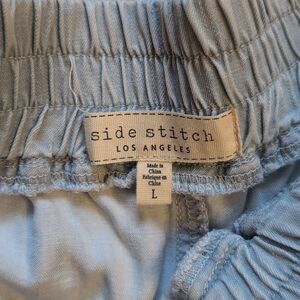 side stitch
LOS ANGELES
Made in
China
Fabriqué en
Chine
L